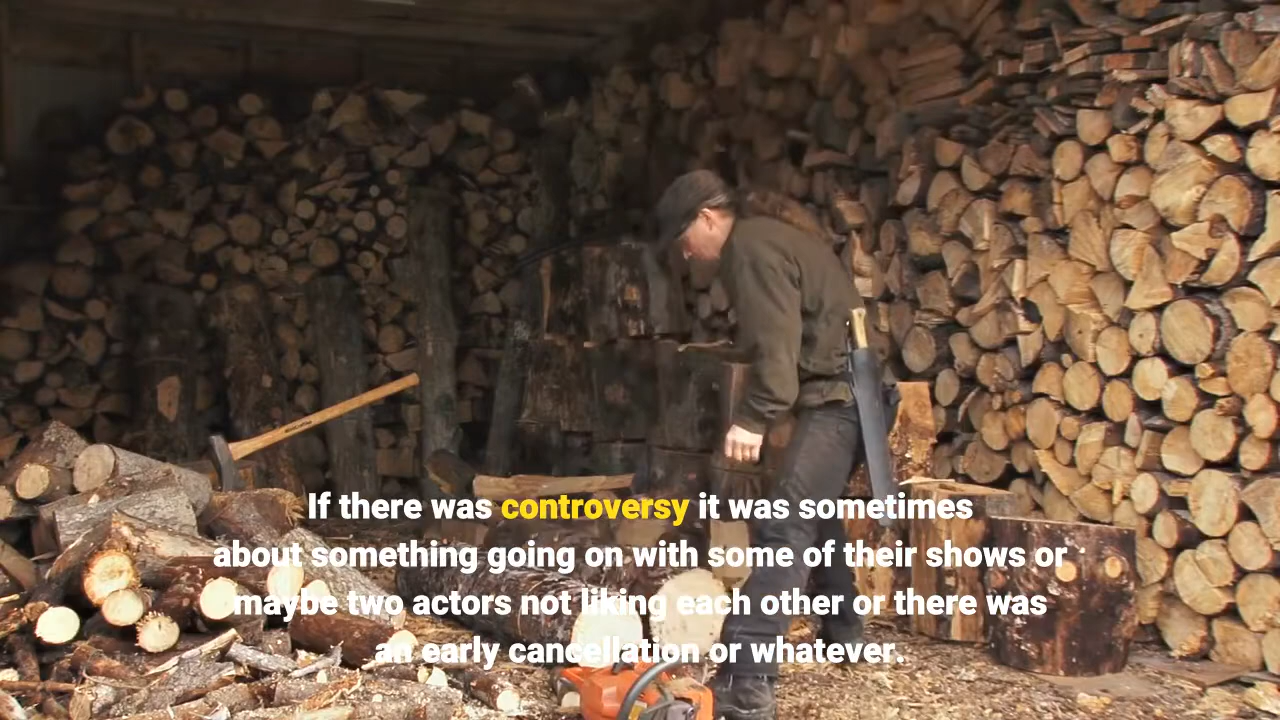 If there was controversy it was sometimes
about something going on with some of their shows or
maybe two actors not liking each other or there was
an early cancellation or whatever.